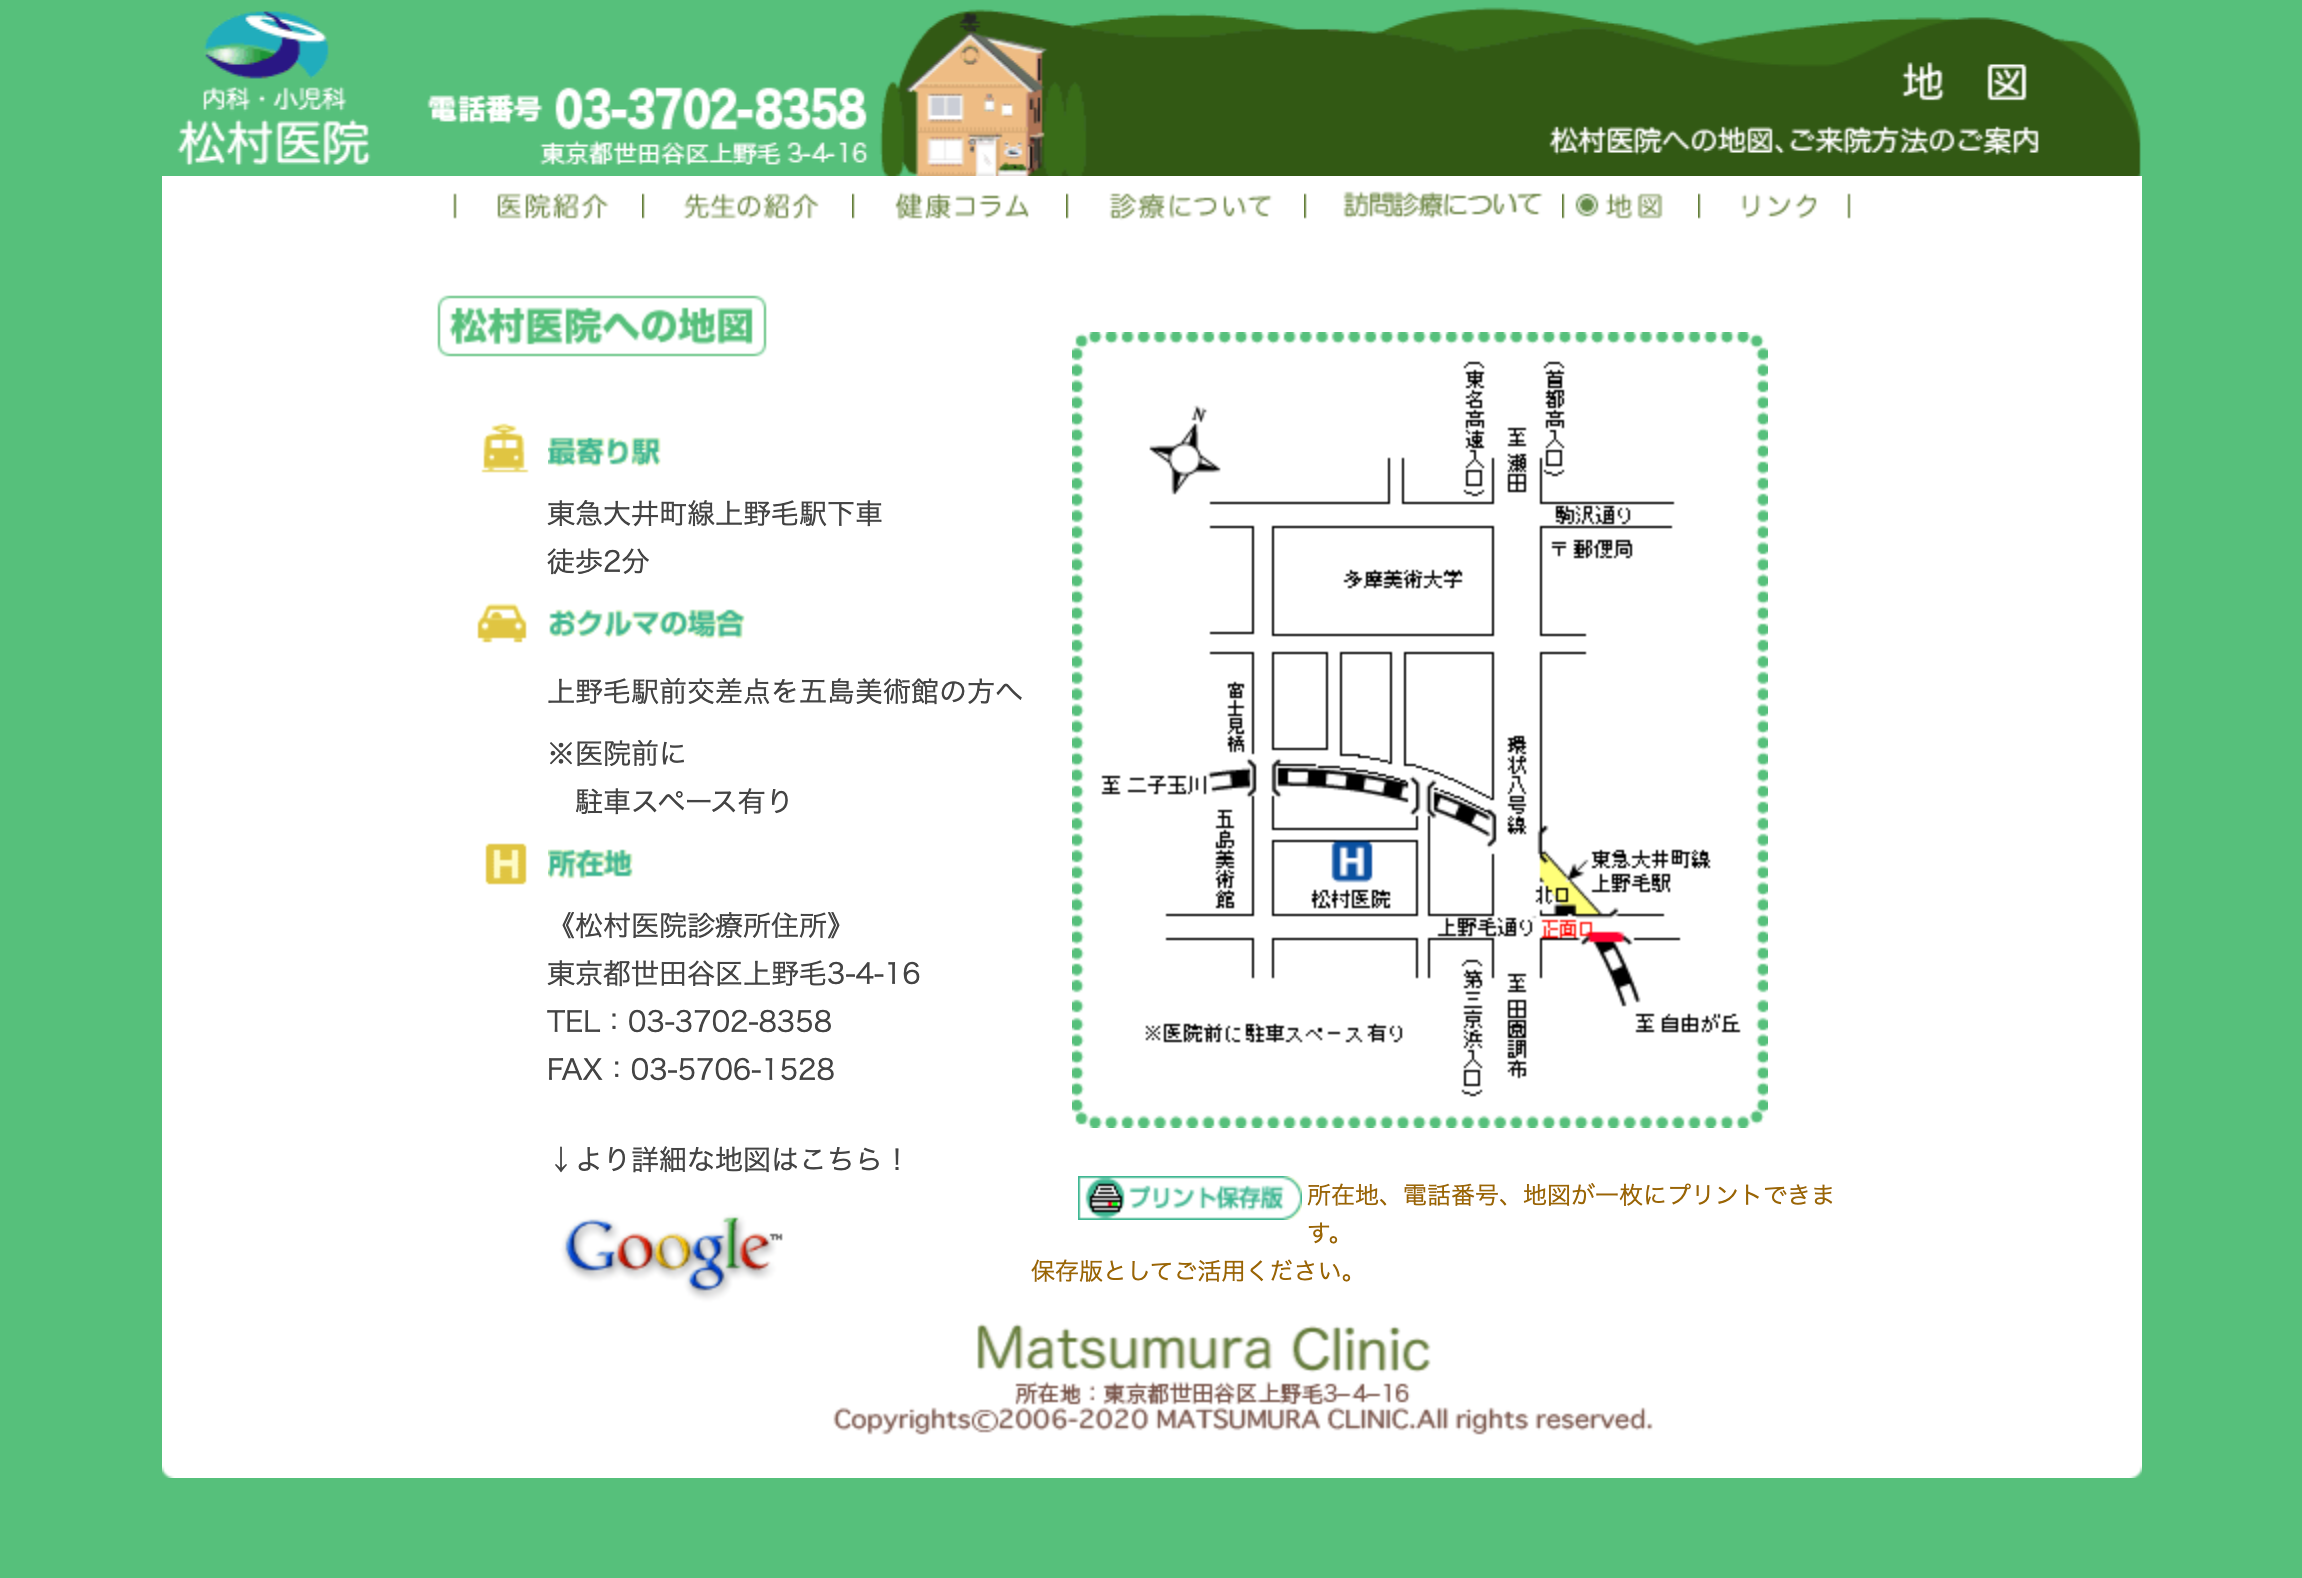 内科・小児科
松村医院
電話番号 03-3702-8358
東京都世田谷区上野毛 3-4-16
地 図
松村医院への地図、ご来院方法のご案内
| 医院紹介 | 先生の紹介 | 健康コラム | 診療について | 訪問診療について | ◉ 地図 | リンク |
松村医院への地図
最寄り駅
東急大井町線上野毛駅下車
徒歩2分
おクルマの場合
上野毛駅前交差点を五島美術館の方へ
※医院前に
駐車スペース有り
H 所在地
《松村医院診療所住所》
東京都世田谷区上野毛3-4-16
TEL：03-3702-8358
FAX：03-5706-1528
↓より詳細な地図はこちら！
Google™
N
（東名高速入口）
至 瀬田
（首都高入口）
駒沢通り
〒 郵便局
多摩美術大学
富士見橋
環状八号線
至 二子玉川
五島美術館
H
松村医院
東急大井町線
上野毛駅
北口
上野毛通り
正面口
（第三京浜入口）
至 田園調布
至 自由が丘
※医院前に駐車スペース有り
プリント保存版 所在地、電話番号、地図が一枚にプリントできま
す。
保存版としてご活用ください。
Matsumura Clinic
所在地：東京都世田谷区上野毛3-4-16
Copyrights©2006-2020 MATSUMURA CLINIC.All rights reserved.